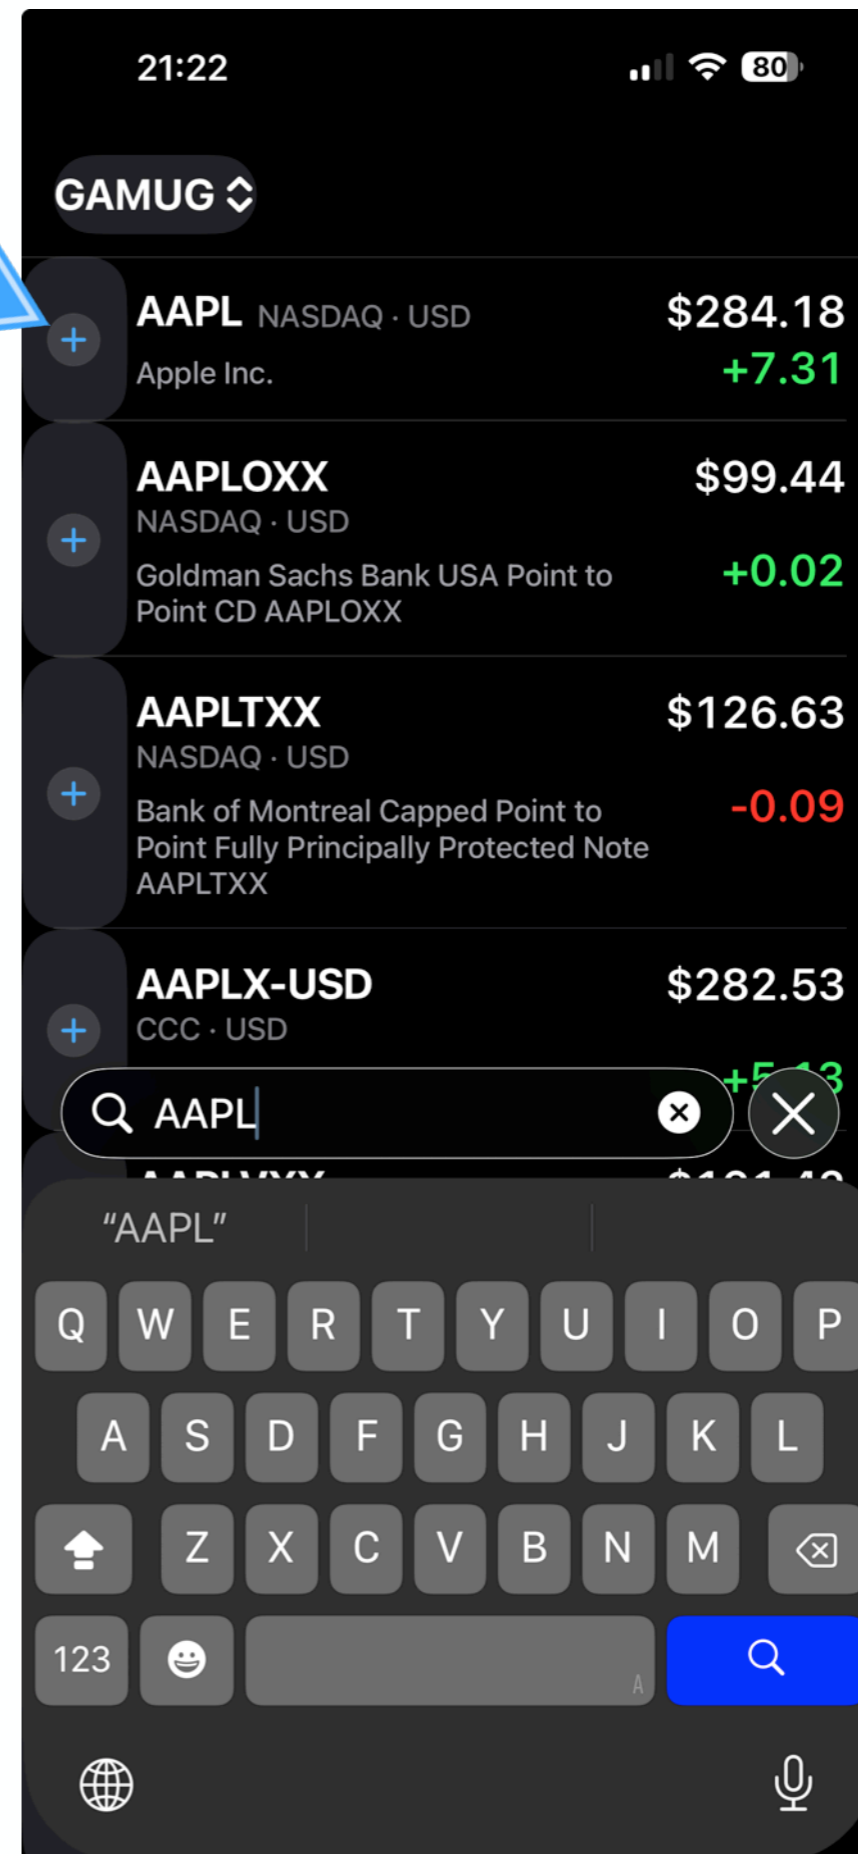 21:22
80
GAMUG
AAPL NASDAQ · USD $284.18
Apple Inc. +7.31
AAPLOXX $99.44
NASDAQ · USD
Goldman Sachs Bank USA Point to +0.02
Point CD AAPLOXX
AAPLTXX $126.63
NASDAQ · USD
Bank of Montreal Capped Point to -0.09
Point Fully Principally Protected Note
AAPLTXX
AAPLX-USD $282.53
CCC · USD
AAPL
“AAPL”
Q W E R T Y U I O P
A S D F G H J K L
Z X C V B N M
123
A